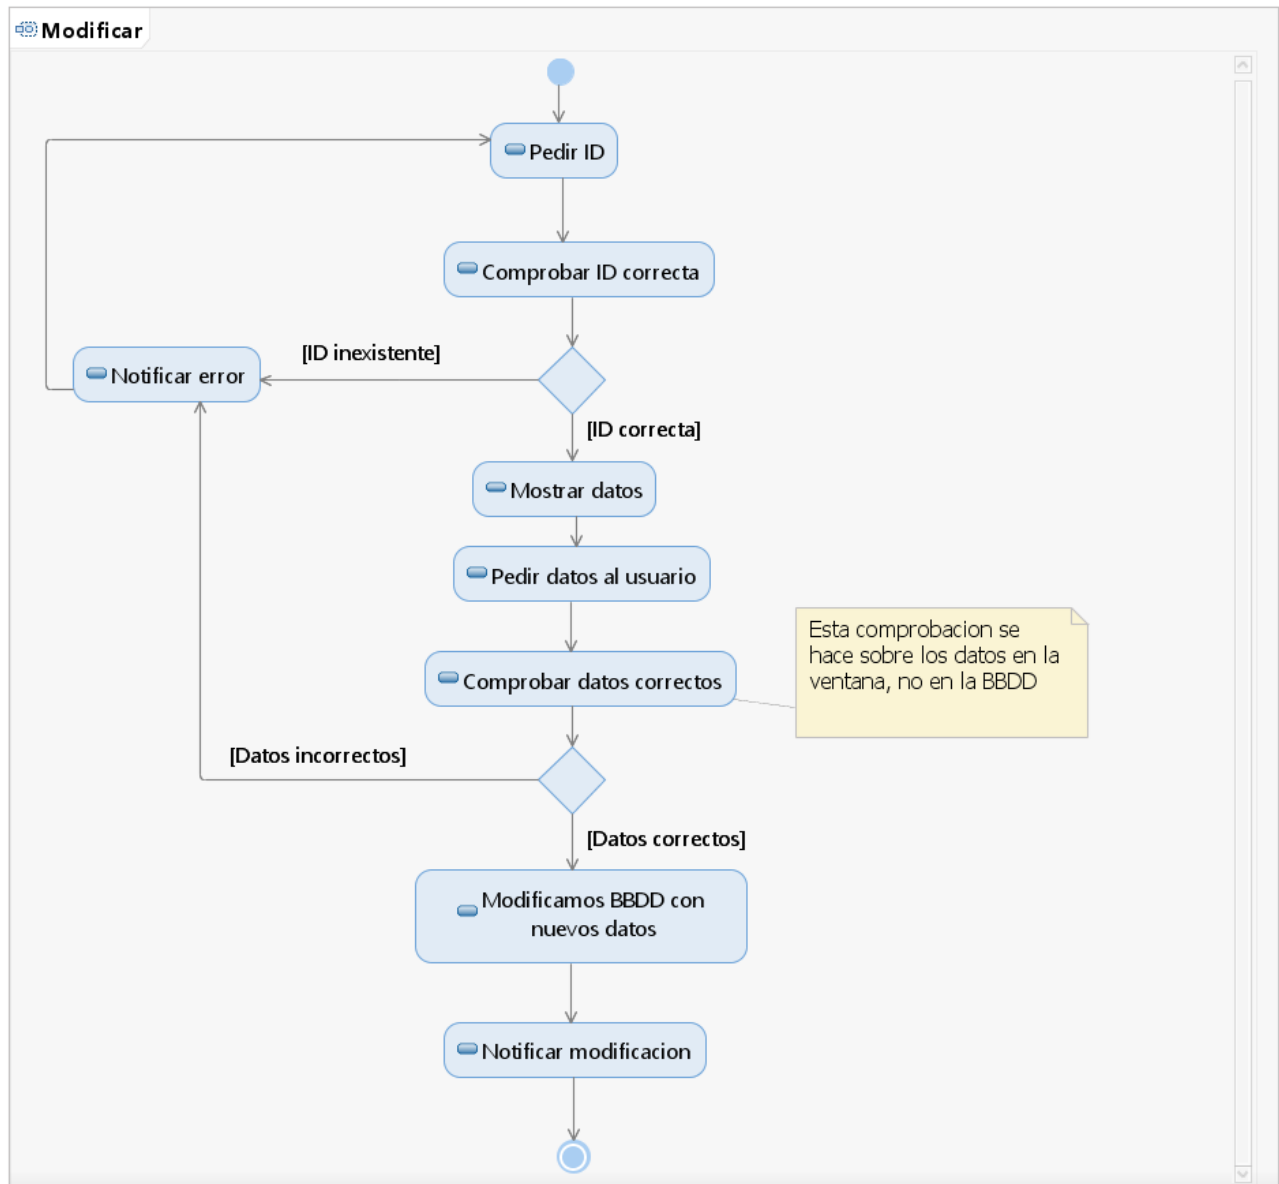 Modificar
Pedir ID
Comprobar ID correcta
[ID inexistente]
Notificar error
[ID correcta]
Mostrar datos
Pedir datos al usuario
Esta comprobacion se
hace sobre los datos en la
ventana, no en la BBDD
Comprobar datos correctos
[Datos incorrectos]
[Datos correctos]
Modificamos BBDD con
nuevos datos
Notificar modificacion